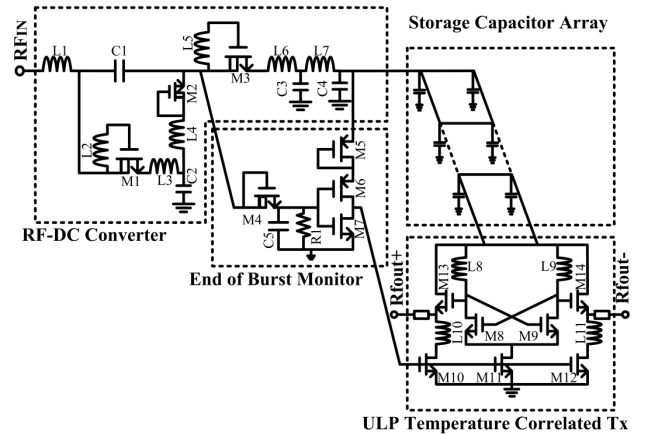 Storage Capacitor Array
RFIN
L1
C1
L5
M3
L6
L7
C3
C4
M2
L4
L2
M1
L3
C2
RF-DC Converter
M5
M6
M7
M4
C5
R1
End of Burst Monitor
Rfout+
M13
L8
L9
M14
Rfout-
L10
M8
M9
L11
M10
M11
M12
ULP Temperature Correlated Tx